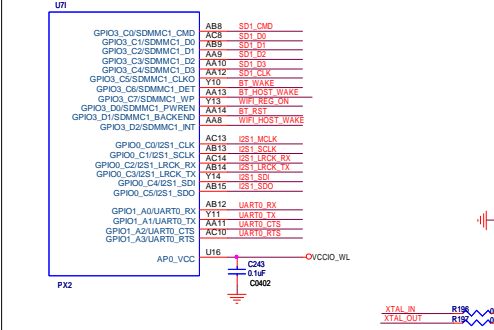 U7I
GPIO3_C0/SDMMC1_CMD AB8 SD1_CMD
GPIO3_C1/SDMMC1_D0 AC8 SD1_D0
GPIO3_C2/SDMMC1_D1 AB9 SD1_D1
GPIO3_C3/SDMMC1_D2 AA9 SD1_D2
GPIO3_C4/SDMMC1_D3 AA10 SD1_D3
GPIO3_C5/SDMMC1_CLKO AA12 SD1_CLK
GPIO3_C6/SDMMC1_DET Y10 BT_WAKE
GPIO3_C7/SDMMC1_WP AA13 BT_HOST_WAKE
GPIO3_D0/SDMMC1_PWREN Y13 WIFI_REG_ON
GPIO3_D1/SDMMC1_BACKEND AA14 BT_RST
GPIO3_D2/SDMMC1_INT AA8 WIFI_HOST_WAKE
GPIO0_C0/I2S1_CLK AC13 I2S1_MCLK
GPIO0_C1/I2S1_SCLK AB13 I2S1_SCLK
GPIO0_C2/I2S1_LRCK_RX AC14 I2S1_LRCK_RX
GPIO0_C3/I2S1_LRCK_TX AB14 I2S1_LRCK_TX
GPIO0_C4/I2S1_SDI Y14 I2S1_SDI
GPIO0_C5/I2S1_SDO AB15 I2S1_SDO
GPIO1_A0/UART0_RX AB12 UART0_RX
GPIO1_A1/UART0_TX Y11 UART0_TX
GPIO1_A2/UART0_CTS AA11 UART0_CTS
GPIO1_A3/UART0_RTS AC10 UART0_RTS
AP0_VCC U16 VCCIO_WL
C243
0.1uF
C0402
PX2
XTAL_IN R196
XTAL_OUT R197